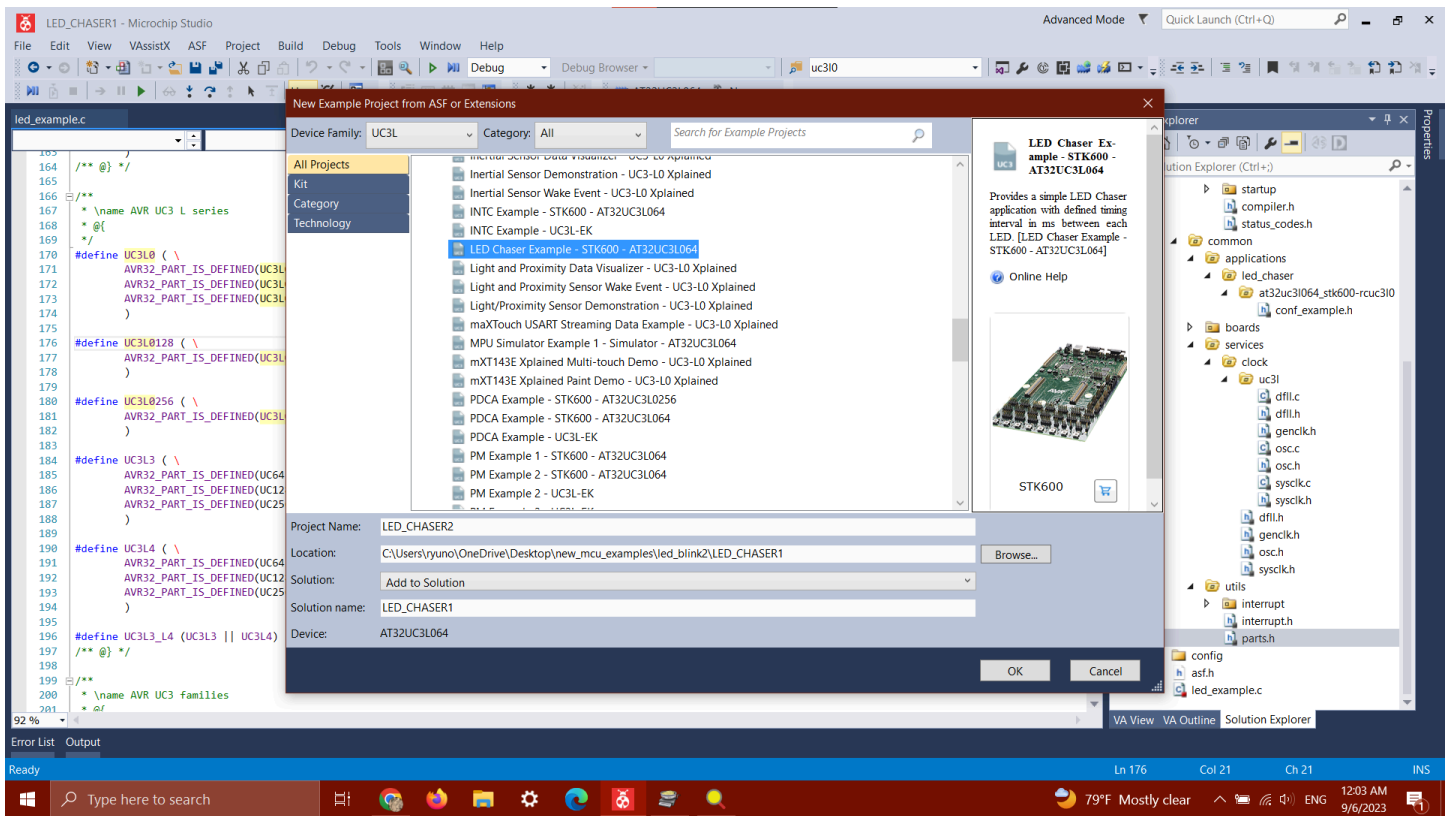 LED_CHASER1 - Microchip Studio
Advanced Mode
Quick Launch (Ctrl+Q)
File Edit View VAssistX ASF Project Build Debug Tools Window Help
Debug
Debug Browser
uc3l0
led_example.c
163 )
164 /** @} */
165
166 /**
167 * \name AVR UC3 L series
168 * @{
169 */
170 #define UC3L0 ( \
171 AVR32_PART_IS_DEFINED(UC3L
172 AVR32_PART_IS_DEFINED(UC3L
173 AVR32_PART_IS_DEFINED(UC3L
174 )
175
176 #define UC3L0128 ( \
177 AVR32_PART_IS_DEFINED(UC3L
178 )
179
180 #define UC3L0256 ( \
181 AVR32_PART_IS_DEFINED(UC3L
182 )
183
184 #define UC3L3 ( \
185 AVR32_PART_IS_DEFINED(UC64
186 AVR32_PART_IS_DEFINED(UC12
187 AVR32_PART_IS_DEFINED(UC25
188 )
189
190 #define UC3L4 ( \
191 AVR32_PART_IS_DEFINED(UC64
192 AVR32_PART_IS_DEFINED(UC12
193 AVR32_PART_IS_DEFINED(UC25
194 )
195
196 #define UC3L3_L4 (UC3L3 || UC3L4)
197 /** @} */
198
199 /**
200 * \name AVR UC3 families
201 * @{
92 %
New Example Project from ASF or Extensions
Device Family: UC3L Category: All Search for Example Projects
All Projects
Kit
Category
Technology
Inertial Sensor Data Visualizer - UC3-L0 Xplained
Inertial Sensor Demonstration - UC3-L0 Xplained
Inertial Sensor Wake Event - UC3-L0 Xplained
INTC Example - STK600 - AT32UC3L064
INTC Example - UC3L-EK
LED Chaser Example - STK600 - AT32UC3L064
Light and Proximity Data Visualizer - UC3-L0 Xplained
Light and Proximity Sensor Wake Event - UC3-L0 Xplained
Light/Proximity Sensor Demonstration - UC3-L0 Xplained
maXTouch USART Streaming Data Example - UC3-L0 Xplained
MPU Simulator Example 1 - Simulator - AT32UC3L064
mXT143E Xplained Multi-touch Demo - UC3-L0 Xplained
mXT143E Xplained Paint Demo - UC3-L0 Xplained
PDCA Example - STK600 - AT32UC3L0256
PDCA Example - STK600 - AT32UC3L064
PDCA Example - UC3L-EK
PM Example 1 - STK600 - AT32UC3L064
PM Example 2 - STK600 - AT32UC3L064
PM Example 2 - UC3L-EK
UC3
LED Chaser Ex-
ample - STK600 -
AT32UC3L064
Provides a simple LED Chaser
application with defined timing
interval in ms between each
LED. [LED Chaser Example -
STK600 - AT32UC3L064]
Online Help
STK600
Project Name: LED_CHASER2
Location: C:\Users\ryuno\OneDrive\Desktop\new_mcu_examples\led_blink2\LED_CHASER1
Browse...
Solution: Add to Solution
Solution name: LED_CHASER1
Device: AT32UC3L064
OK Cancel
xplorer
Properties
ution Explorer (Ctrl+;)
startup
compiler.h
status_codes.h
common
applications
led_chaser
at32uc3l064_stk600-rcuc3l0
conf_example.h
boards
services
clock
uc3l
dfll.c
dfll.h
genclk.h
osc.c
osc.h
sysclk.c
sysclk.h
dfll.h
genclk.h
osc.h
sysclk.h
utils
interrupt
interrupt.h
parts.h
config
asf.h
led_example.c
VA View VA Outline Solution Explorer
Error List Output
Ready Ln 176 Col 21 Ch 21 INS
Type here to search
79°F Mostly clear
ENG
12:03 AM
9/6/2023
1